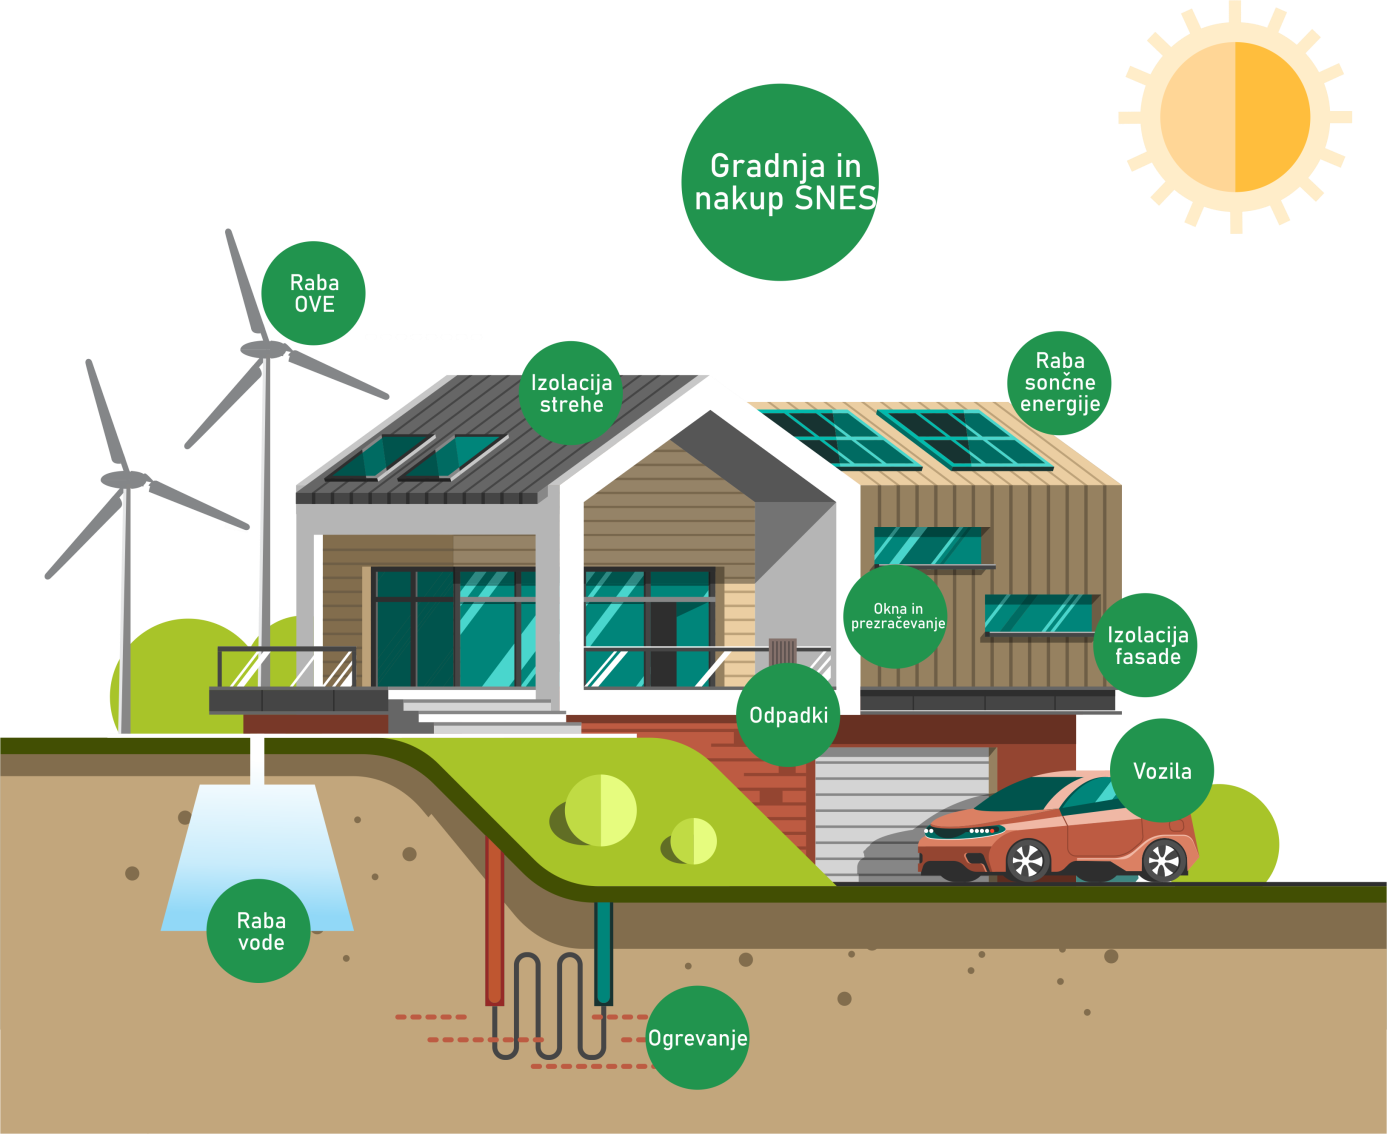 Gradnja in
nakup SNES
Raba
OVE
Izolacija
strehe
Raba
sončne
energije
Okna in
prezračevanje
Izolacija
fasade
Odpadki
Vozila
Raba
vode
Ogrevanje